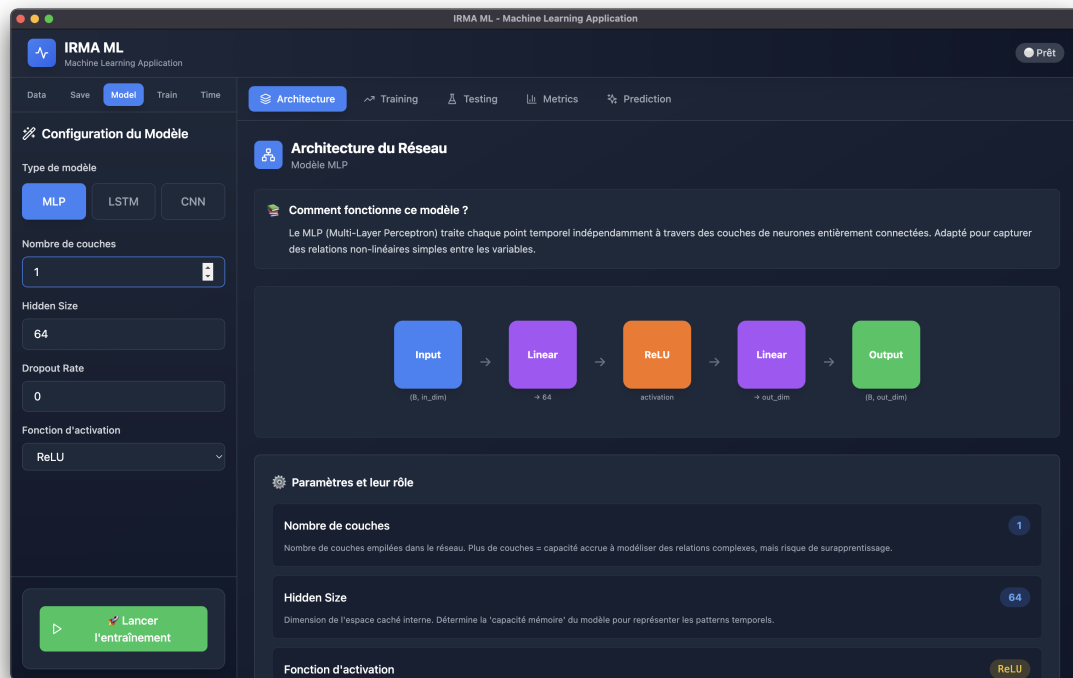 IRMA ML - Machine Learning Application
IRMA ML
Machine Learning Application
Prêt
Data Save Model Train Time
Architecture Training Testing Metrics Prediction
Configuration du Modèle
Type de modèle
MLP LSTM CNN
Nombre de couches
1
Hidden Size
64
Dropout Rate
0
Fonction d'activation
ReLU
🚀 Lancer
l'entraînement
Architecture du Réseau
Modèle MLP
Comment fonctionne ce modèle ?
Le MLP (Multi-Layer Perceptron) traite chaque point temporel indépendamment à travers des couches de neurones entièrement connectées. Adapté pour capturer
des relations non-linéaires simples entre les variables.
Input → Linear → ReLU → Linear → Output
(B, in_dim) → 64 activation → out_dim (B, out_dim)
Paramètres et leur rôle
Nombre de couches 1
Nombre de couches empilées dans le réseau. Plus de couches = capacité accrue à modéliser des relations complexes, mais risque de surapprentissage.
Hidden Size 64
Dimension de l'espace caché interne. Détermine la 'capacité mémoire' du modèle pour représenter les patterns temporels.
Fonction d'activation ReLU